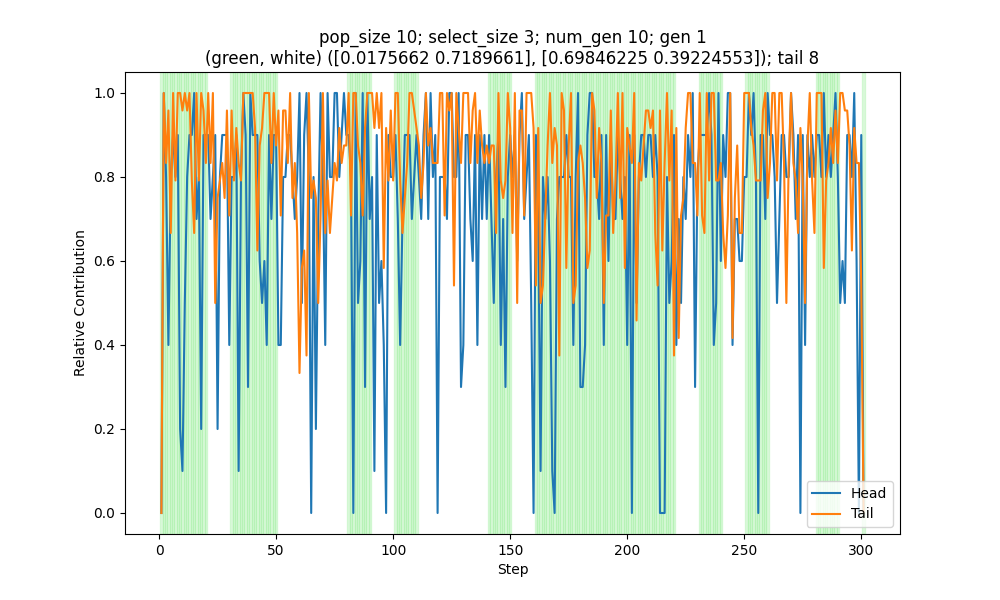 pop_size 10; select_size 3; num_gen 10; gen 1
(green, white) ([0.0175662 0.7189661], [0.69846225 0.39224553]); tail 8
Relative Contribution
1.0
0.8
0.6
0.4
0.2
0.0
Head
Tail
0 50 100 150 200 250 300
Step